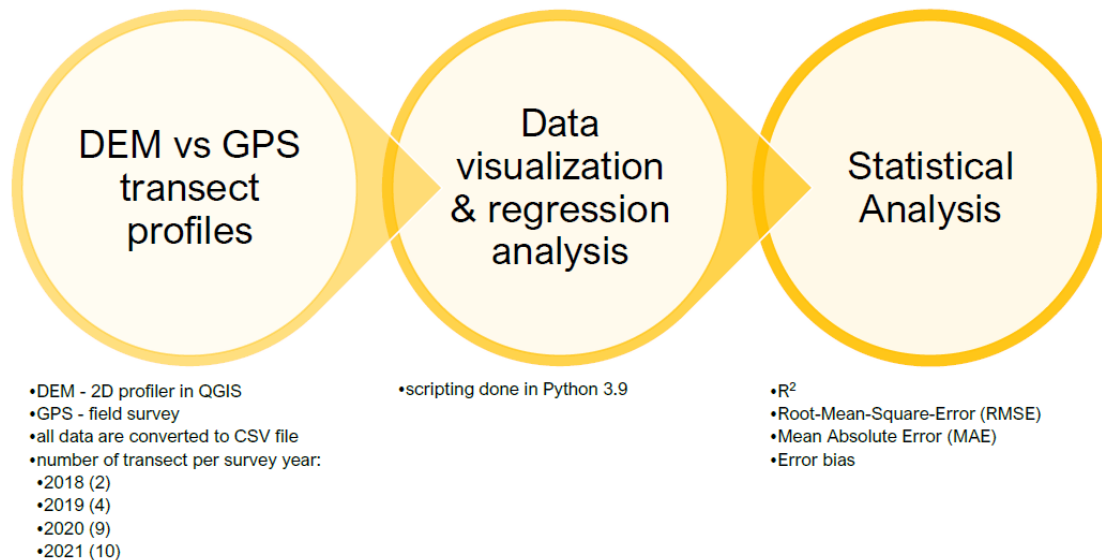 DEM vs GPS
transect
profiles
•DEM - 2D profiler in QGIS
•GPS - field survey
•all data are converted to CSV file
•number of transect per survey year:
•2018 (2)
•2019 (4)
•2020 (9)
•2021 (10)
Data
visualization
& regression
analysis
•scripting done in Python 3.9
Statistical
Analysis
•R²
•Root-Mean-Square-Error (RMSE)
•Mean Absolute Error (MAE)
•Error bias